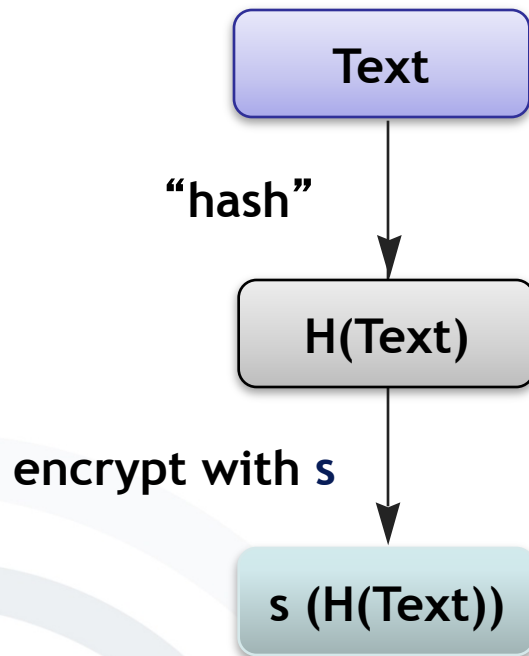 Text
“hash”
H(Text)
encrypt with s
s (H(Text))